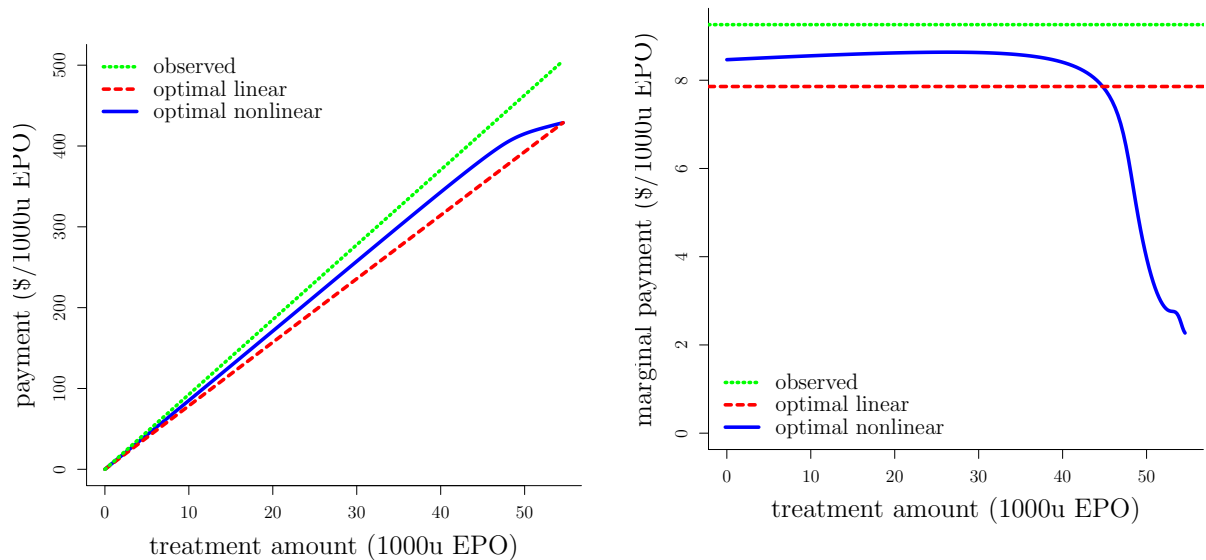 payment ($/1000u EPO)
500
400
300
200
100
0
observed
optimal linear
optimal nonlinear
0 10 20 30 40 50
treatment amount (1000u EPO)
marginal payment ($/1000u EPO)
8
6
4
2
0
observed
optimal linear
optimal nonlinear
0 10 20 30 40 50
treatment amount (1000u EPO)